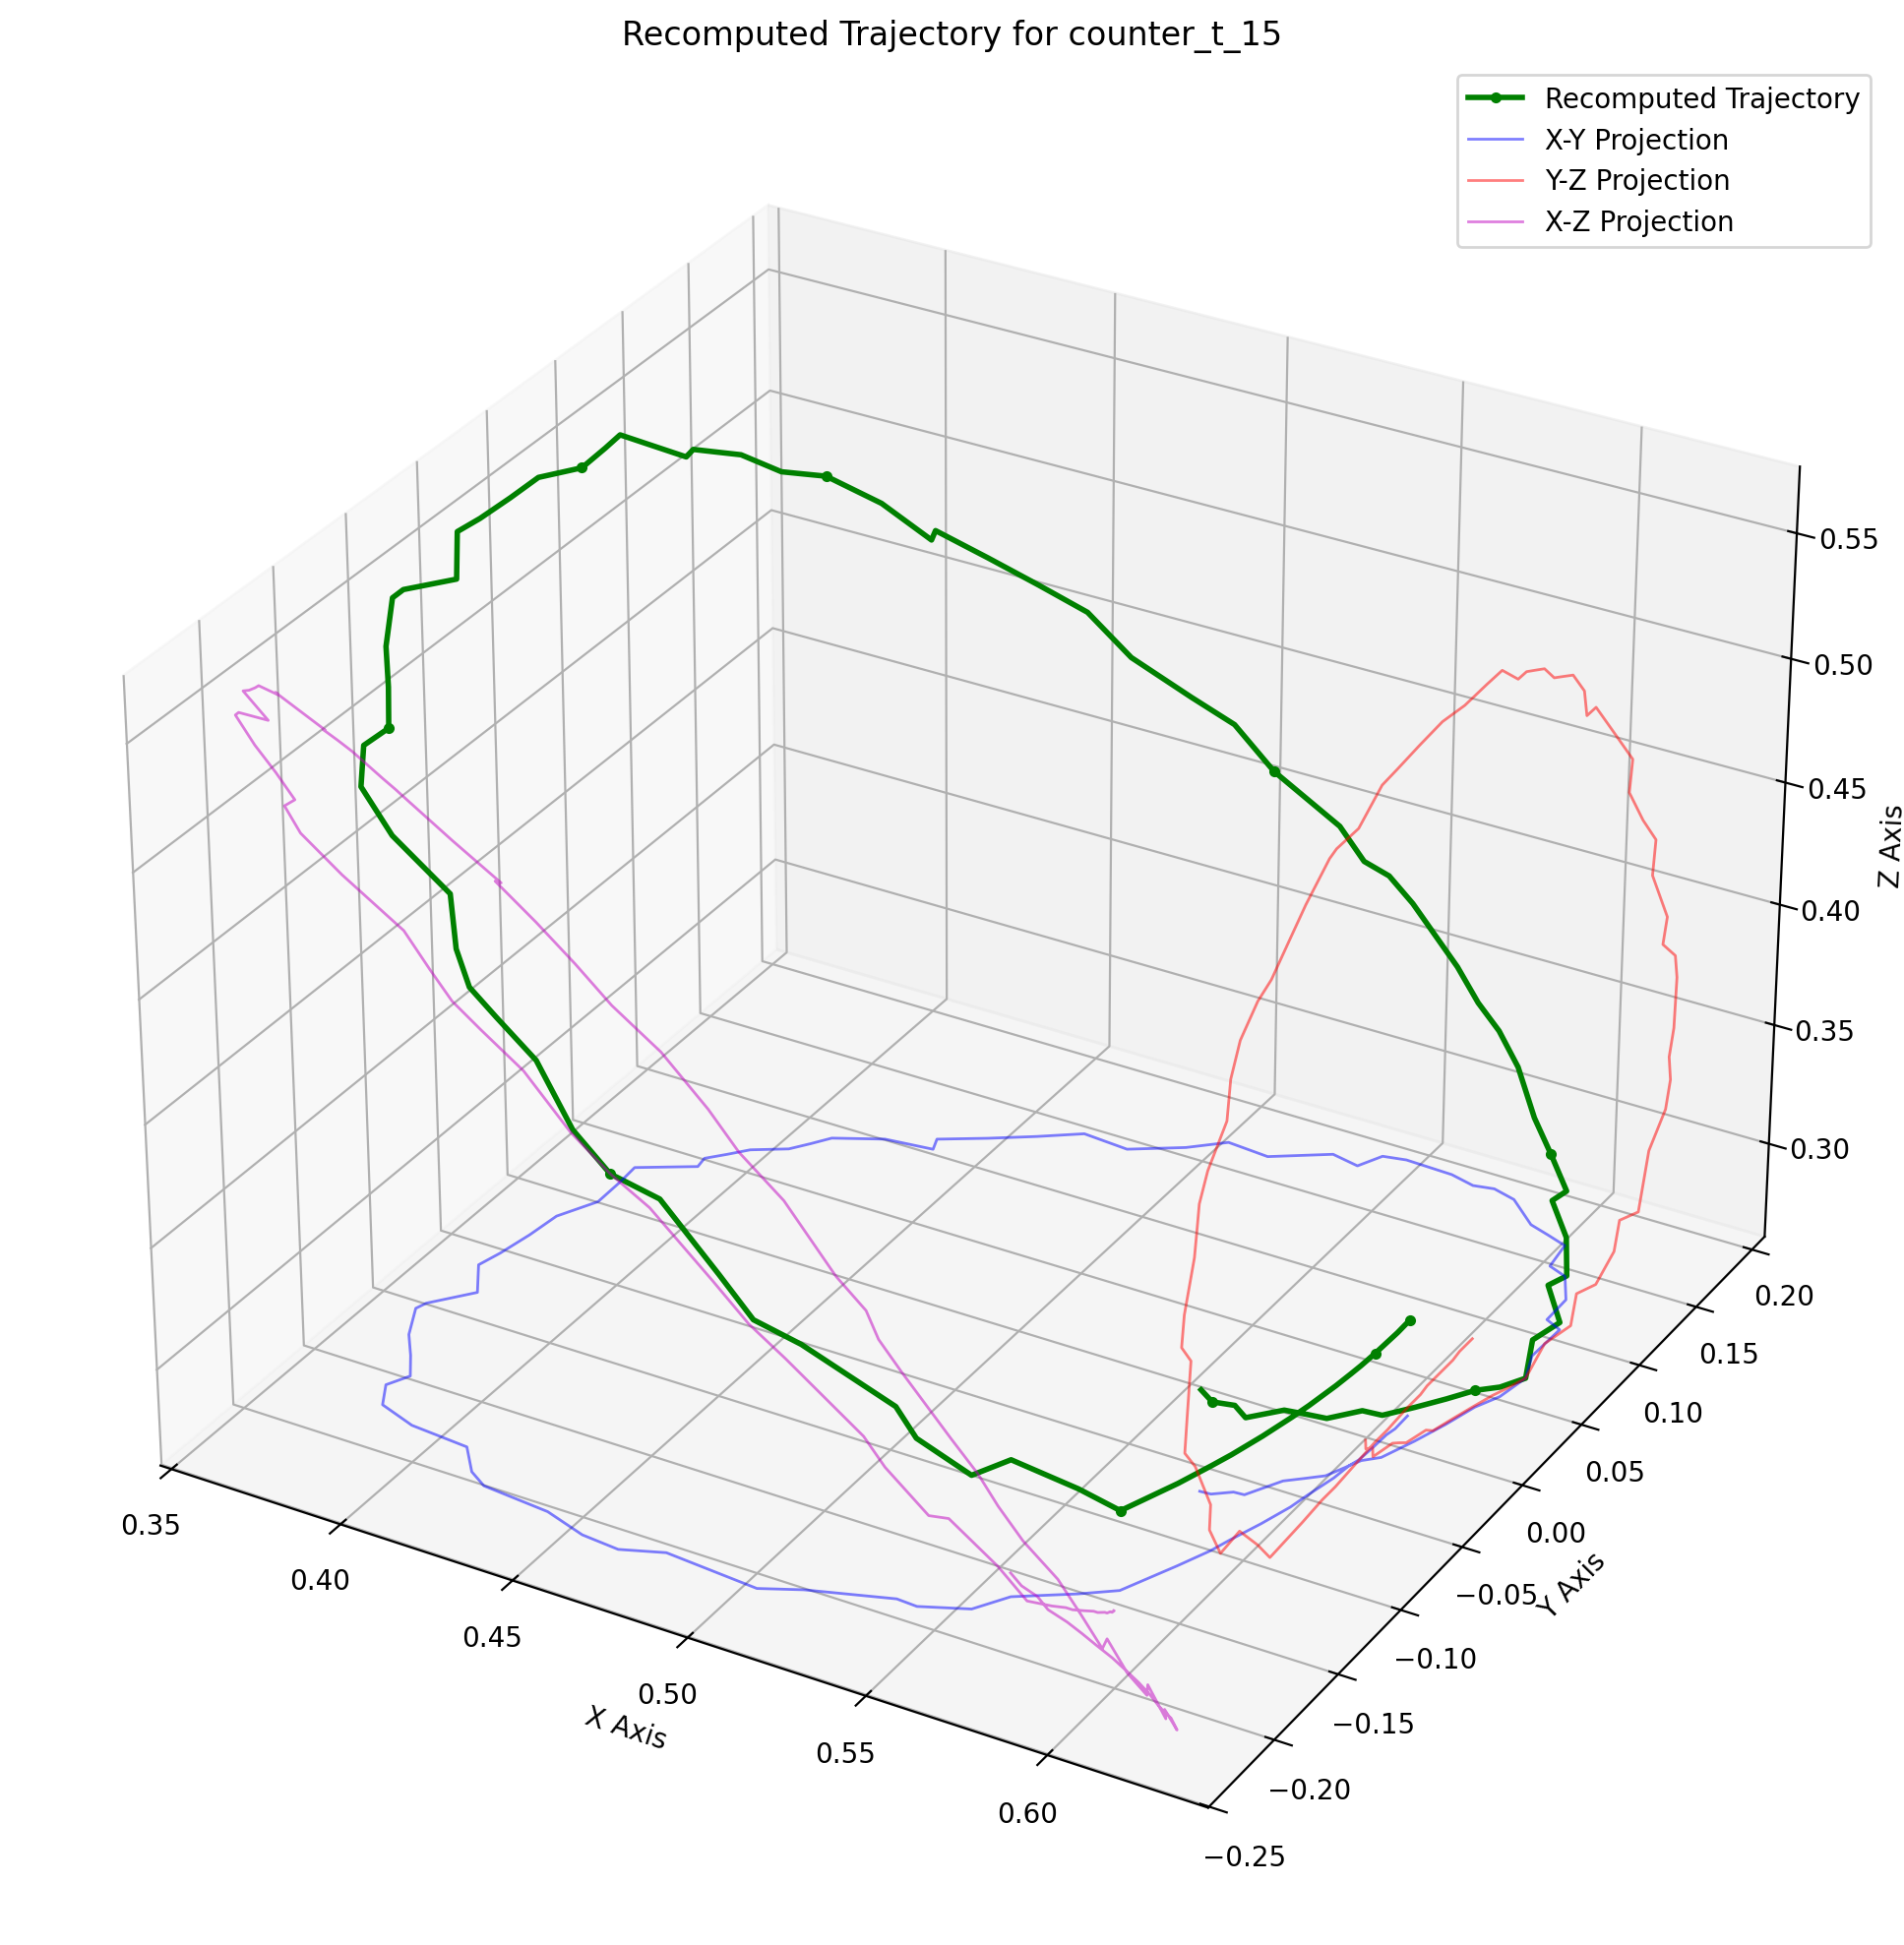 Recomputed Trajectory for counter_t_15
Recomputed Trajectory
X-Y Projection
Y-Z Projection
X-Z Projection
0.55
0.50
0.45
0.40
0.35
0.30
Z Axis
0.20
0.15
0.10
0.05
0.00
−0.05
−0.10
−0.15
−0.20
−0.25
Y Axis
0.35
0.40
0.45
0.50
0.55
0.60
X Axis